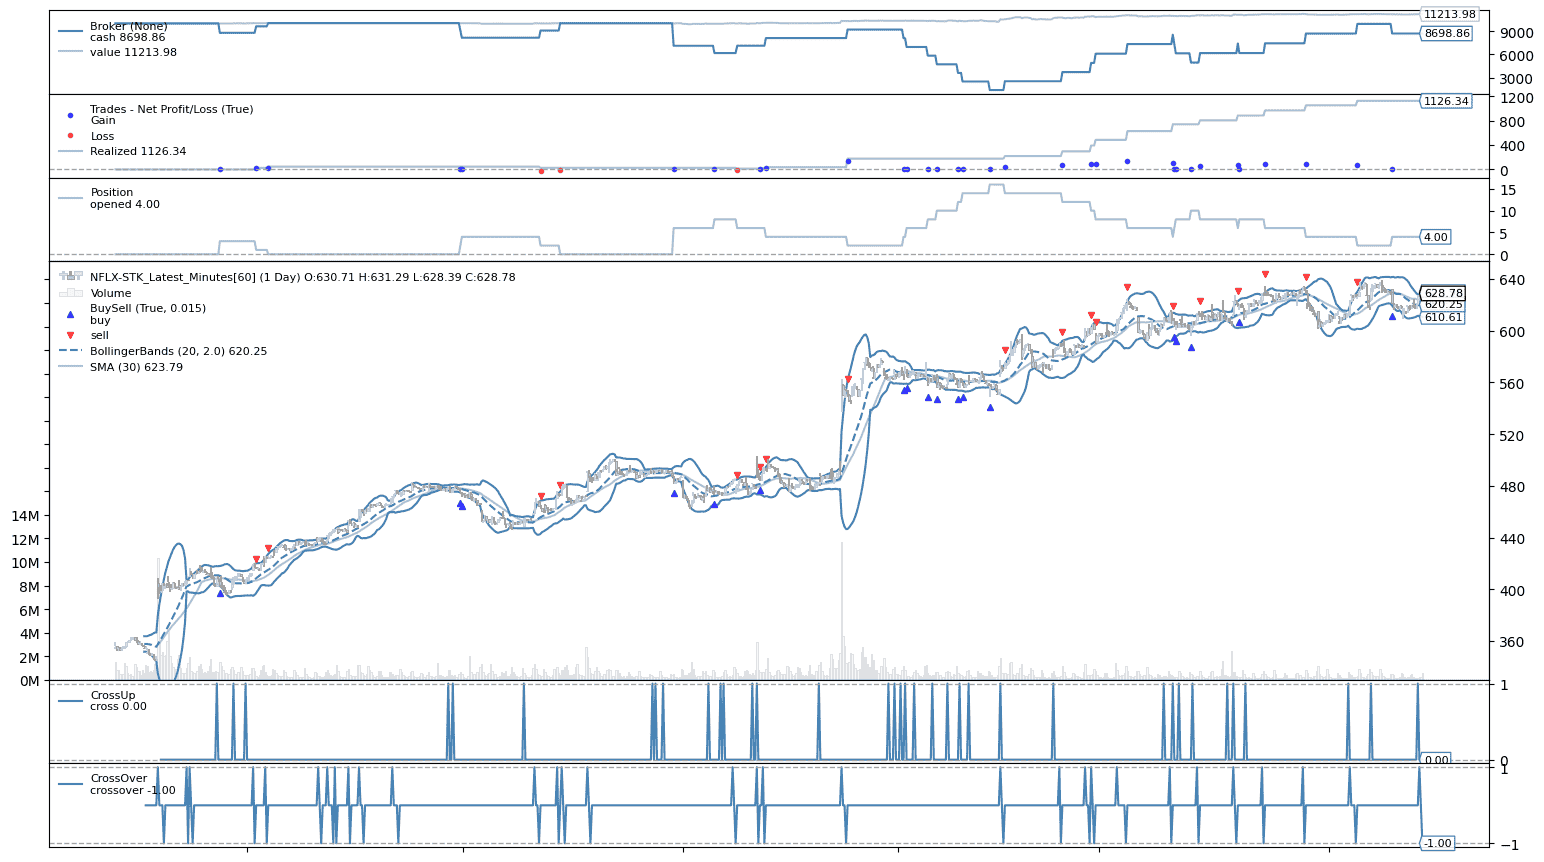 Broker (None)
cash 8698.86
value 11213.98
11213.98
9000
8698.86
6000
3000
Trades - Net Profit/Loss (True)
Gain
Loss
Realized 1126.34
1200
1126.34
800
400
0
Position
opened 4.00
15
10
5
4.00
0
NFLX-STK_Latest_Minutes[60] (1 Day) O:630.71 H:631.29 L:628.39 C:628.78
Volume
BuySell (True, 0.015)
buy
sell
BollingerBands (20, 2.0) 620.25
SMA (30) 623.79
640
628.78
620.25
610.61
600
560
520
480
440
400
360
14M
12M
10M
8M
6M
4M
2M
0M
CrossUp
cross 0.00
1
0.00
0
CrossOver
crossover -1.00
1
-1.00
−1